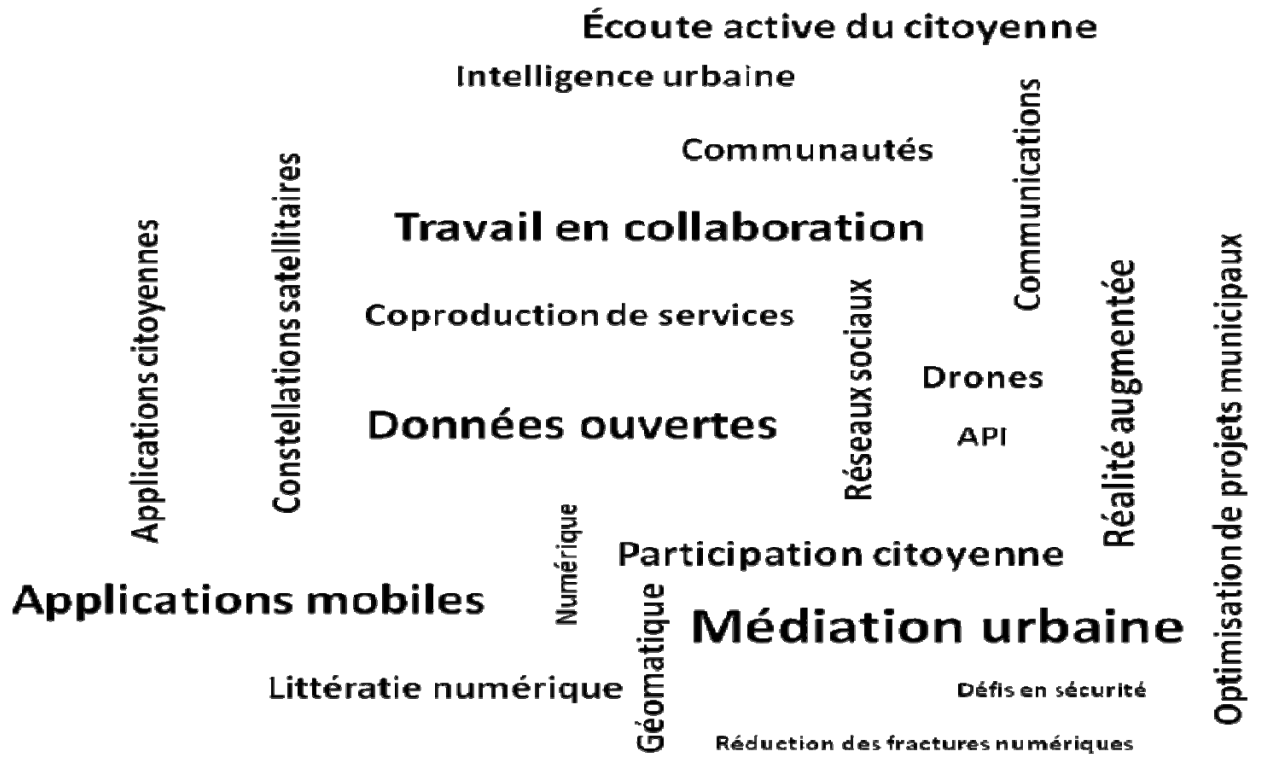 Écoute active du citoyenne
Intelligence urbaine
Communications
Communautés
Constellations satellitaires
Travail en collaboration
Applications citoyennes
Optimisation de projets municipaux
Réalité augmentée
Réseaux sociaux
Coproduction de services
Drones
Données ouvertes
API
Numérique
Participation citoyenne
Applications mobiles
Géomatique
Médiation urbaine
Littératie numérique
Défis en sécurité
Réduction des fractures numériques